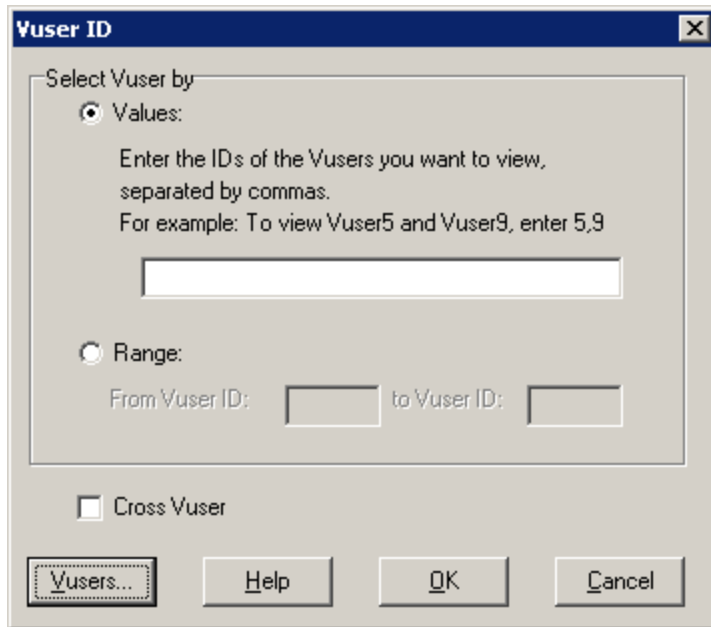 Vuser ID
Select Vuser by
Values:
Enter the IDs of the Vusers you want to view,
separated by commas.
For example: To view Vuser5 and Vuser9, enter 5,9
Range:
From Vuser ID: to Vuser ID:
Cross Vuser
Vusers... Help OK Cancel